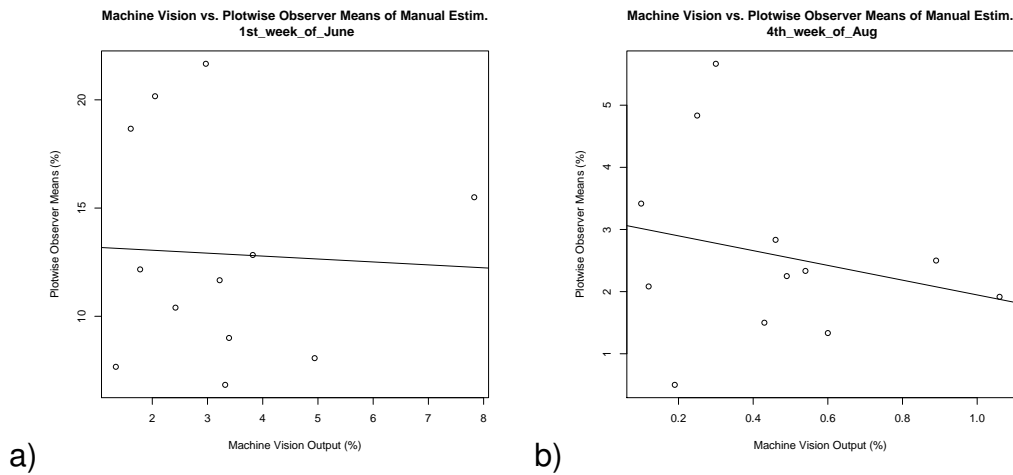 Machine Vision vs. Plotwise Observer Means of Manual Estim.
1st_week_of_June
Plotwise Observer Means (%)
20
15
10
2 3 4 5 6 7 8
Machine Vision Output (%)
a)
Machine Vision vs. Plotwise Observer Means of Manual Estim.
4th_week_of_Aug
Plotwise Observer Means (%)
5
4
3
2
1
0.2 0.4 0.6 0.8 1.0
Machine Vision Output (%)
b)